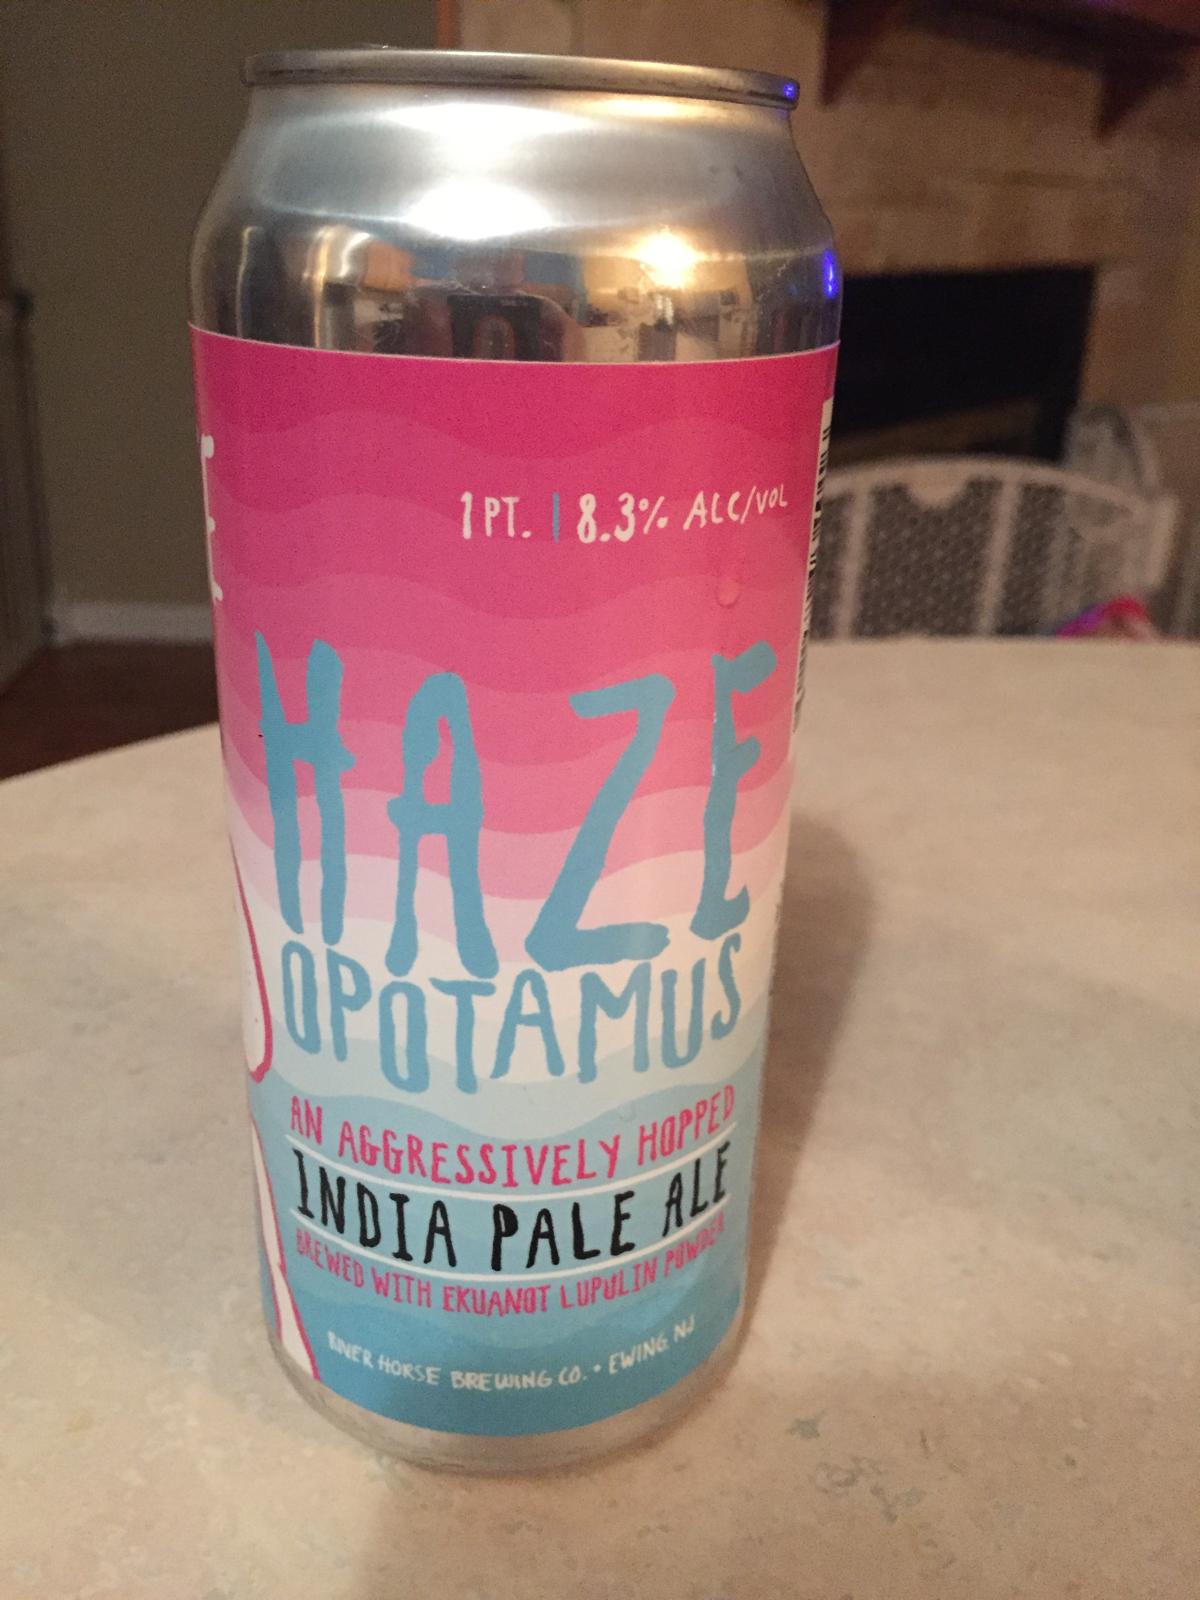 1 PT. | 8.3% ALC/VOL
HAZE
OPOTAMUS
AN AGGRESSIVELY HOPPED
INDIA PALE ALE
BREWED WITH EKUANOT LUPULIN POWDER
RIVER HORSE BREWING CO. • EWING, NJ